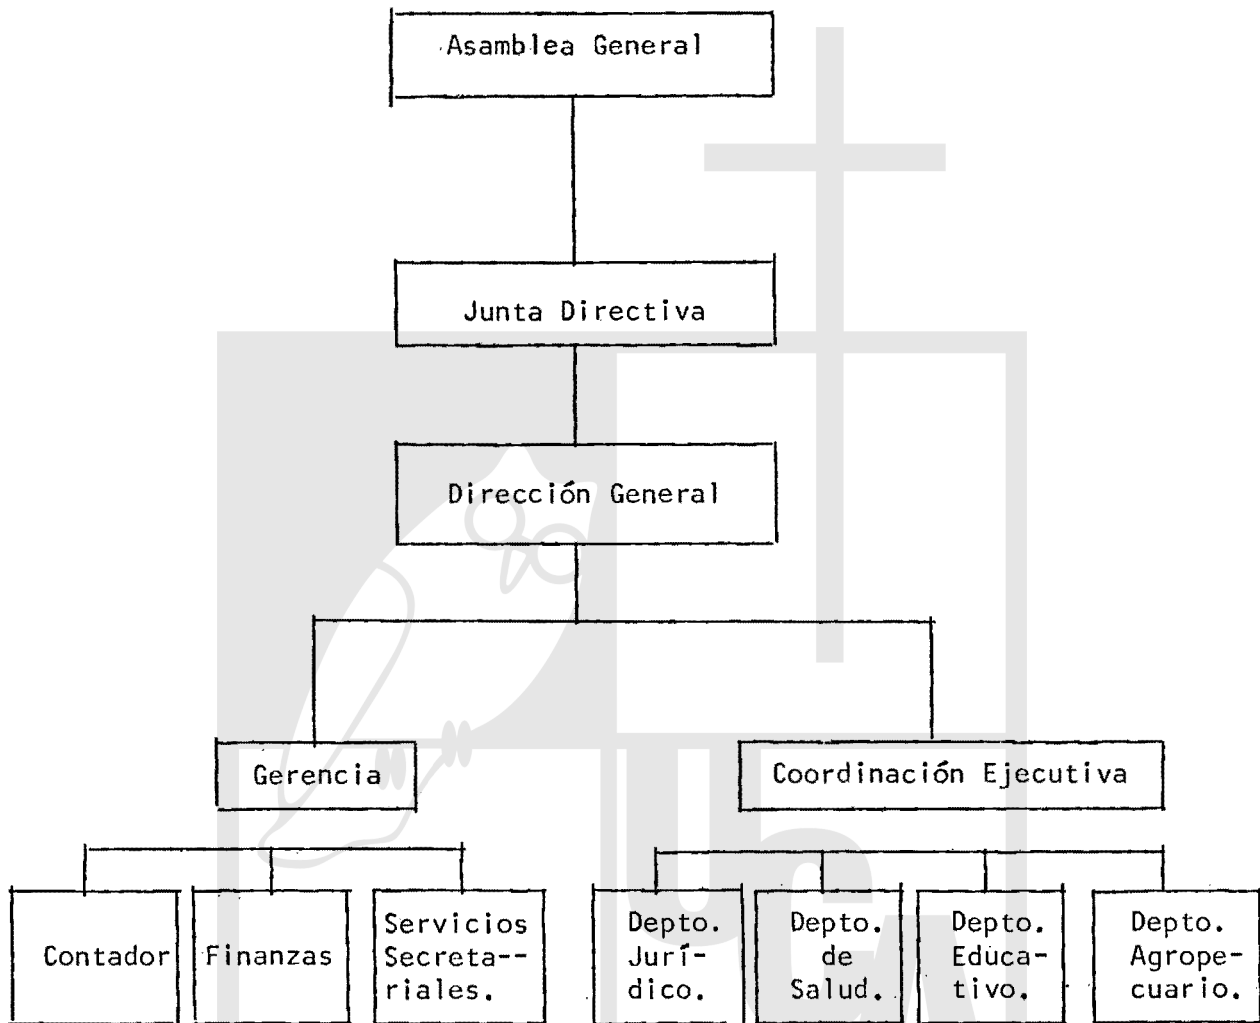 Asamblea General
Junta Directiva
Dirección General
Gerencia
Coordinación Ejecutiva
Contador
Finanzas
Servicios
Secreta--
riales.
Depto.
Jurí-
dico.
Depto.
de
Salud.
Depto.
Educa-
tivo.
Depto.
Agrope-
cuario.
UCA